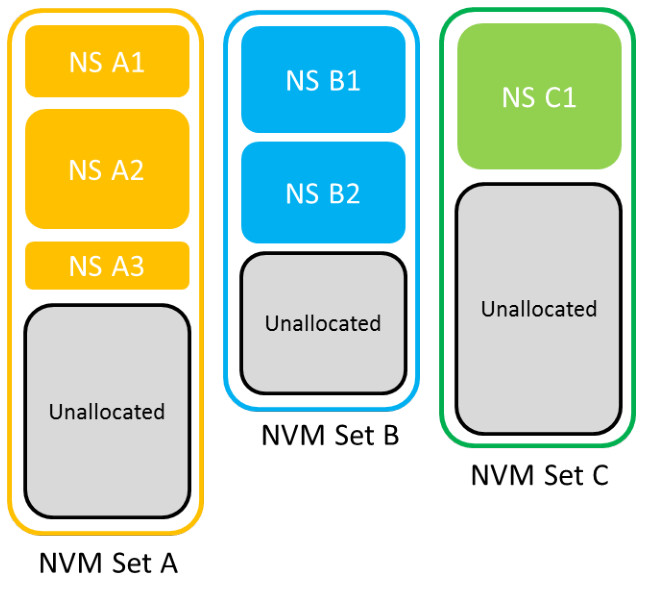 NS A1
NS A2
NS A3
Unallocated
NVM Set A
NS B1
NS B2
Unallocated
NVM Set B
NS C1
Unallocated
NVM Set C